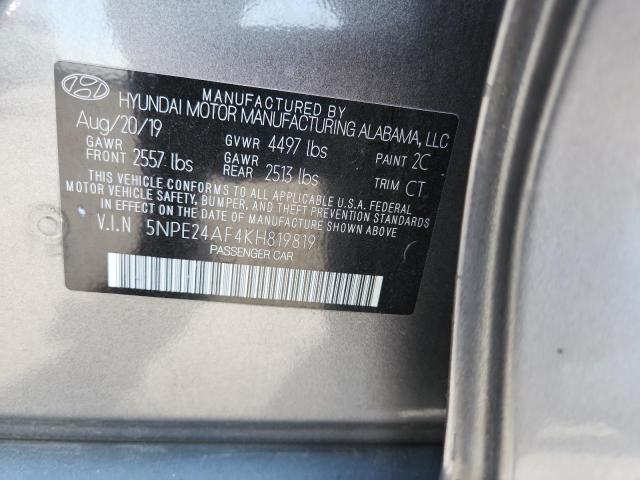 MANUFACTURED BY
HYUNDAI MOTOR MANUFACTURING ALABAMA, LLC
Aug/20/19 GVWR 4497 lbs PAINT 2C
GAWR FRONT 2557 lbs GAWR REAR 2513 lbs TRIM CT
THIS VEHICLE CONFORMS TO ALL APPLICABLE U.S.A. FEDERAL
MOTOR VEHICLE SAFETY, BUMPER, AND THEFT PREVENTION STANDARDS
IN EFFECT ON THE DATE OF MANUFACTURE SHOWN ABOVE.
V.I.N 5NPE24AF4KH819819
PASSENGER CAR